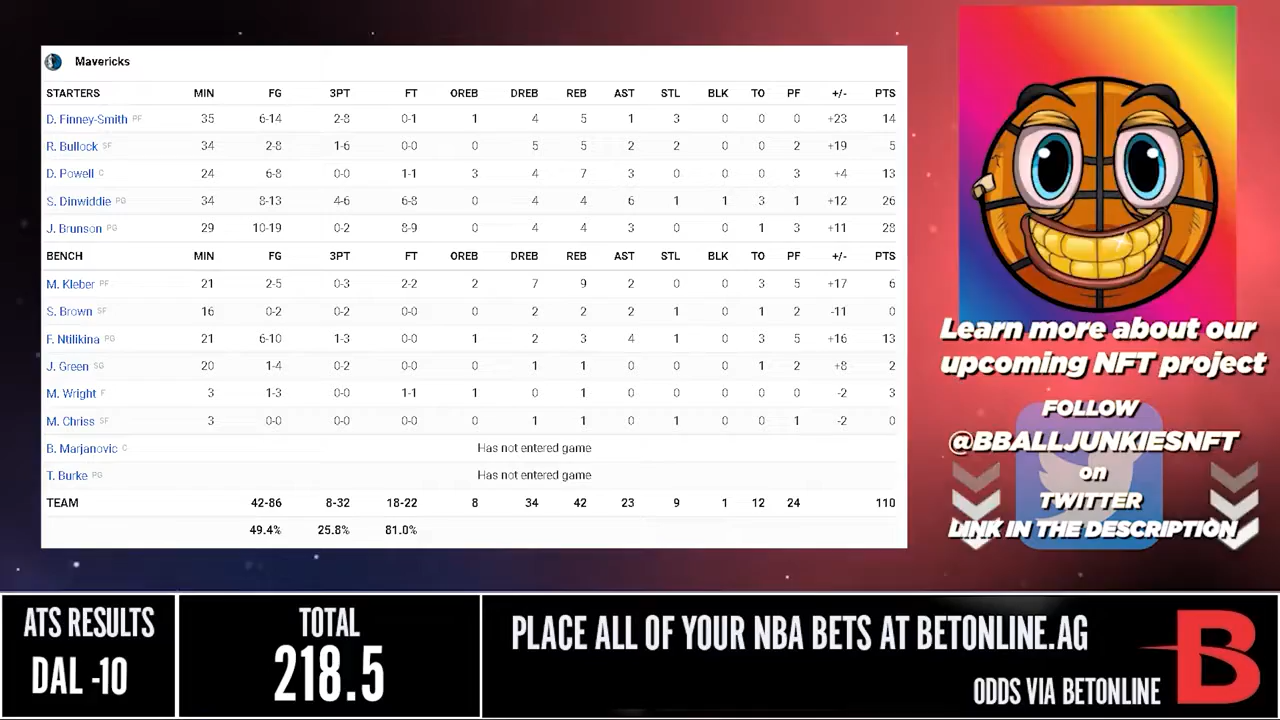 Mavericks
STARTERS MIN FG 3PT FT OREB DREB REB AST STL BLK TO PF +/- PTS
D. Finney-Smith PF 35 6-14 2-8 0-1 1 4 5 1 3 0 0 0 +23 14
R. Bullock SF 34 2-8 1-6 0-0 0 5 5 2 2 0 0 2 +19 5
D. Powell C 24 6-8 0-0 1-1 3 4 7 3 0 0 0 3 +4 13
S. Dinwiddie PG 34 8-13 4-6 6-8 0 4 4 6 1 1 3 1 +12 26
J. Brunson PG 29 10-19 0-2 8-9 0 4 4 3 0 0 1 3 +11 28
BENCH MIN FG 3PT FT OREB DREB REB AST STL BLK TO PF +/- PTS
M. Kleber PF 21 2-5 0-3 2-2 2 7 9 2 0 0 3 5 +17 6
S. Brown SF 16 0-2 0-2 0-0 0 2 2 2 1 0 1 2 -11 0
F. Ntilikina PG 21 6-10 1-3 0-0 1 2 3 4 1 0 3 5 +16 13
J. Green SG 20 1-4 0-2 0-0 0 1 1 0 0 0 1 2 +8 2
M. Wright F 3 1-3 0-0 1-1 1 0 1 0 0 0 0 0 -2 3
M. Chriss SF 3 0-0 0-0 0-0 0 1 1 0 1 0 0 1 -2 0
B. Marjanovic C Has not entered game
T. Burke PG Has not entered game
TEAM 42-86 8-32 18-22 8 34 42 23 9 1 12 24 110
49.4% 25.8% 81.0%
Learn more about our
upcoming NFT project
FOLLOW
@BBALLJUNKIESNFT
on
TWITTER
LINK IN THE DESCRIPTION
ATS RESULTS
DAL -10
TOTAL
218.5
PLACE ALL OF YOUR NBA BETS AT BETONLINE.AG
ODDS VIA BETONLINE
B